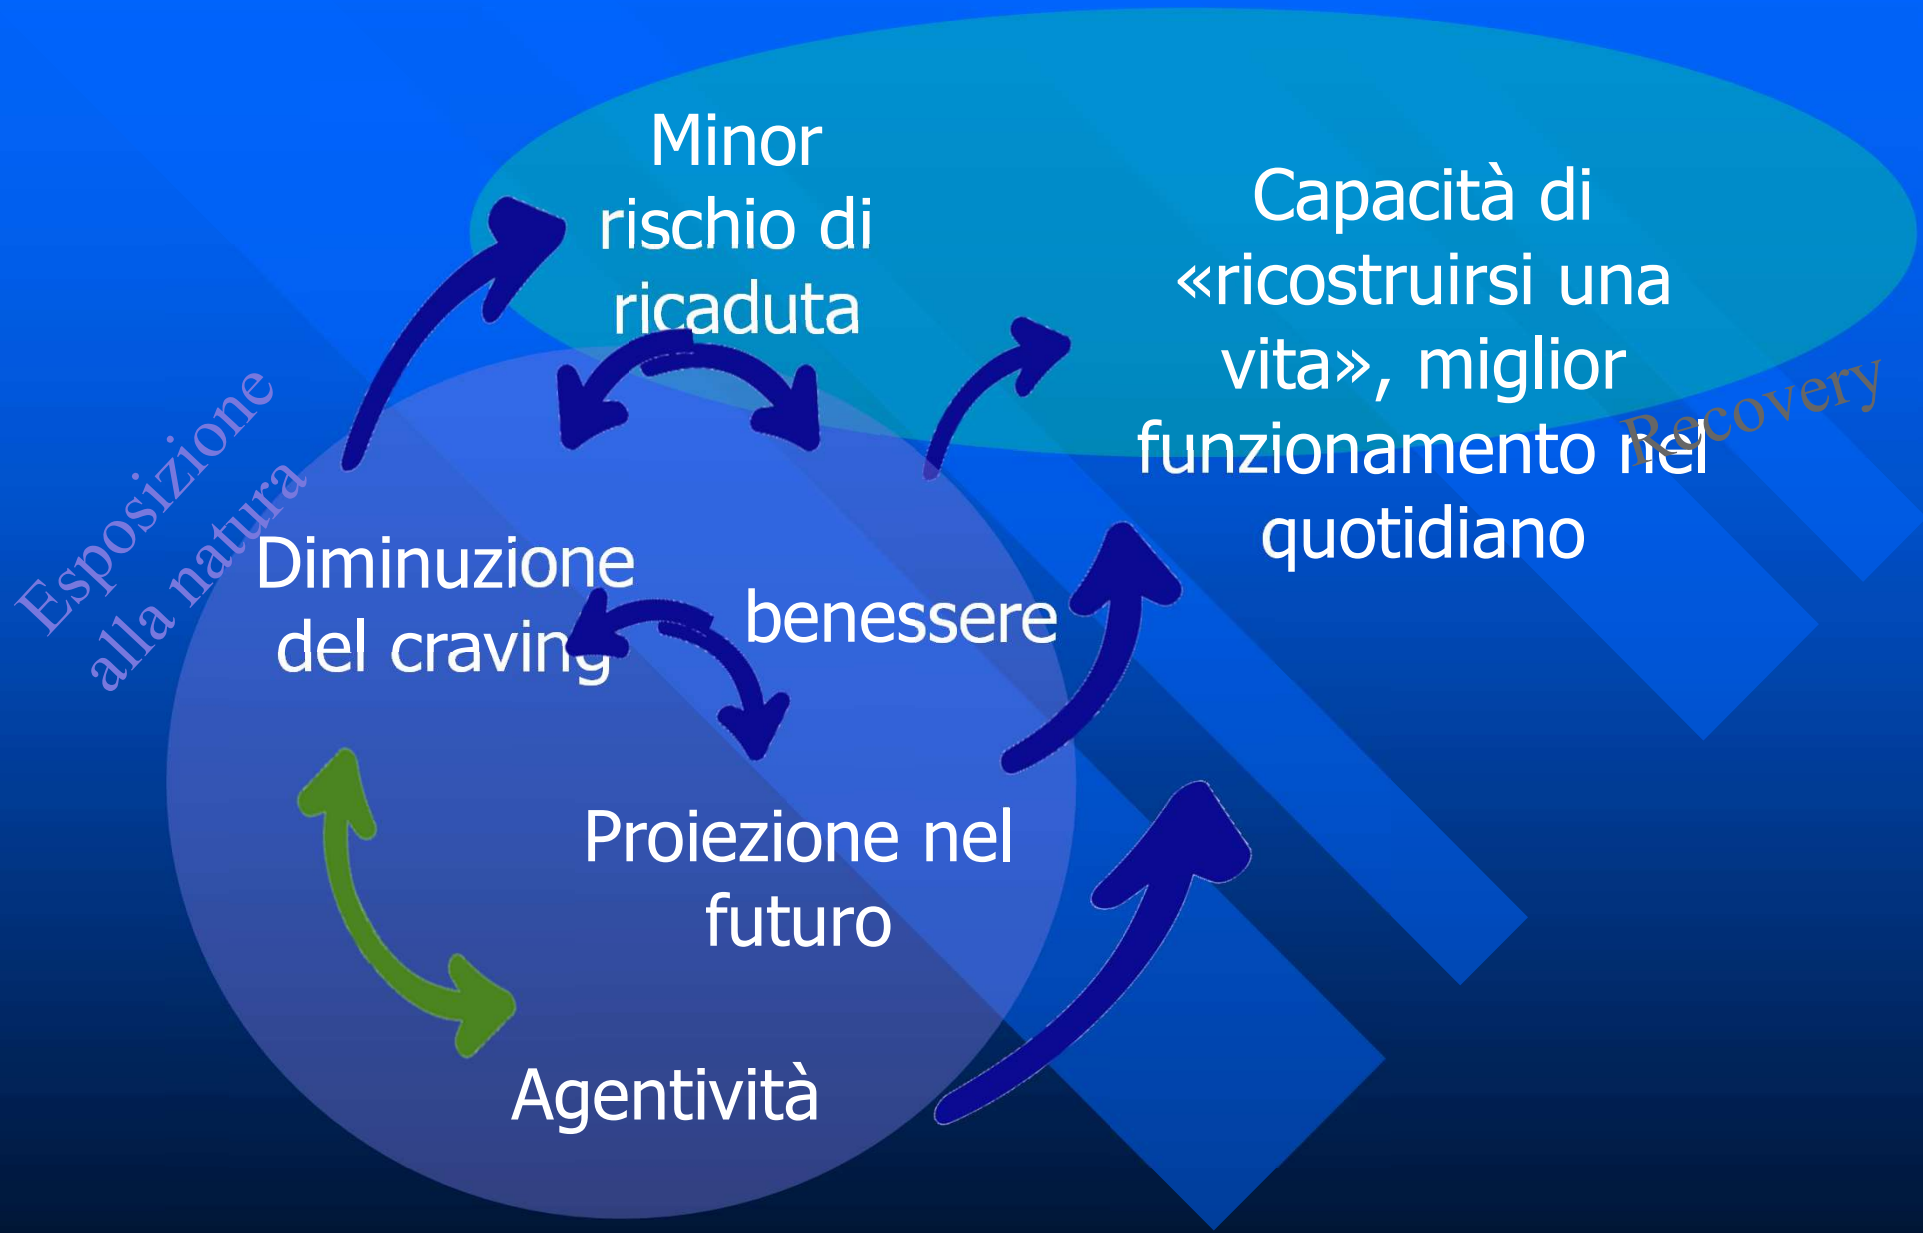 Minor
rischio di
ricaduta
Capacità di
«ricostruirsi una
vita», miglior
funzionamento nel
quotidiano
Recovery
Esposizione
alla natura
Diminuzione
del craving
benessere
Proiezione nel
futuro
Agentività